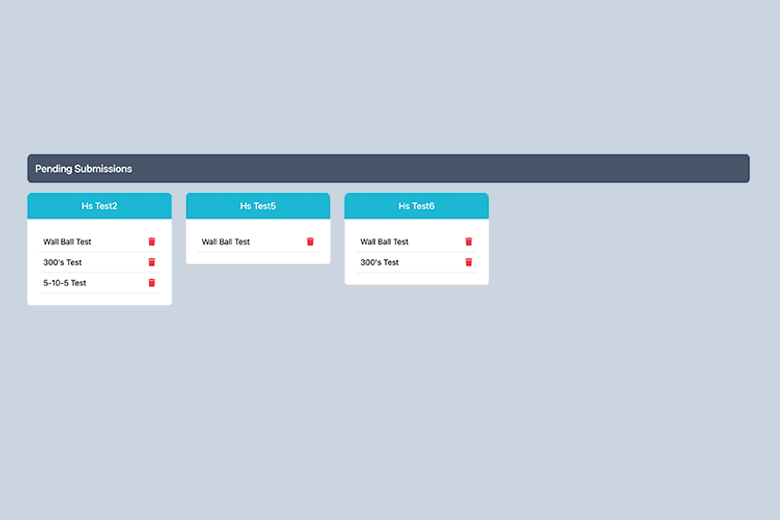 Pending Submissions
Hs Test2
Wall Ball Test
300's Test
5-10-5 Test
Hs Test5
Wall Ball Test
Hs Test6
Wall Ball Test
300's Test